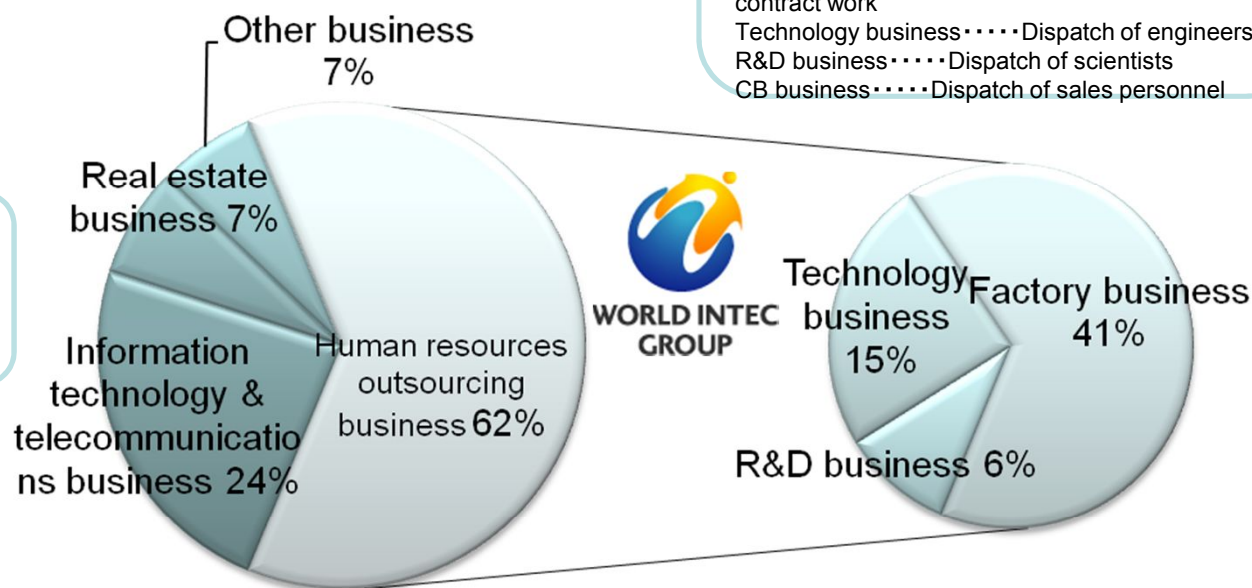 contract work
Technology business･････Dispatch of engineers
R&D business･････Dispatch of scientists
CB business･････Dispatch of sales personnel
Other business
7%
Real estate
business 7%
Information
technology &
telecommunicatio
ns business 24%
Human resources
outsourcing
business 62%
WORLD INTEC
GROUP
Technology
business
15%
Factory business
41%
R&D business 6%